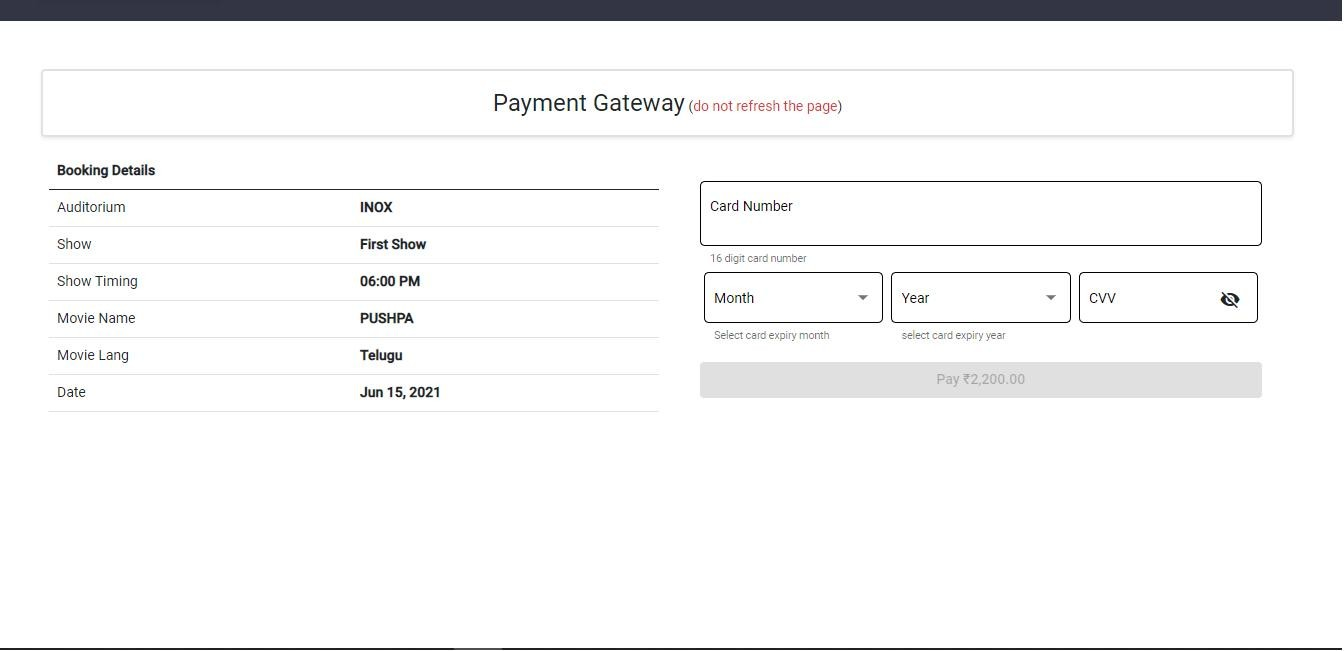 Payment Gateway (do not refresh the page)
Booking Details
Auditorium INOX
Show First Show
Show Timing 06:00 PM
Movie Name PUSHPA
Movie Lang Telugu
Date Jun 15, 2021
Card Number
16 digit card number
Month Year CVV
Select card expiry month select card expiry year
Pay ₹2,200.00